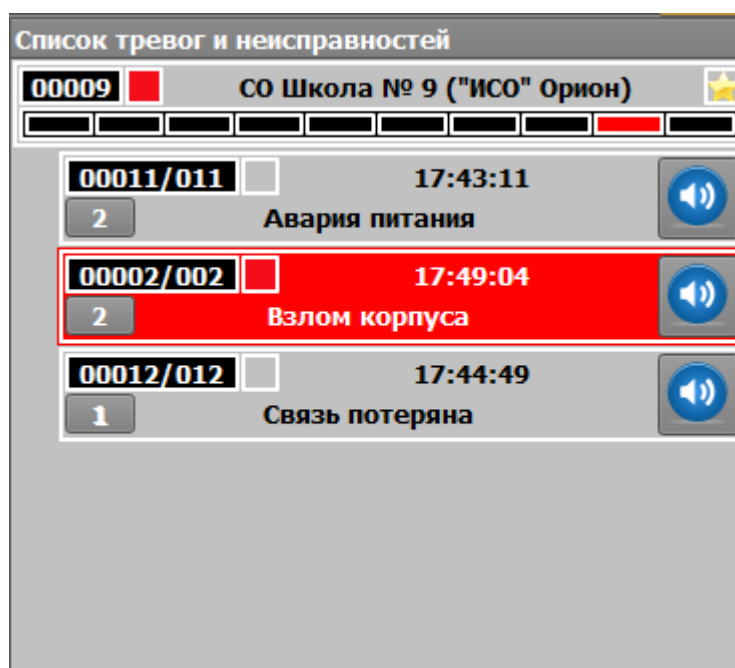 Список тревог и неисправностей
00009 СО Школа № 9 ("ИСО" Орион)
00011/011 17:43:11
2 Авария питания
00002/002 17:49:04
2 Взлом корпуса
00012/012 17:44:49
1 Связь потеряна